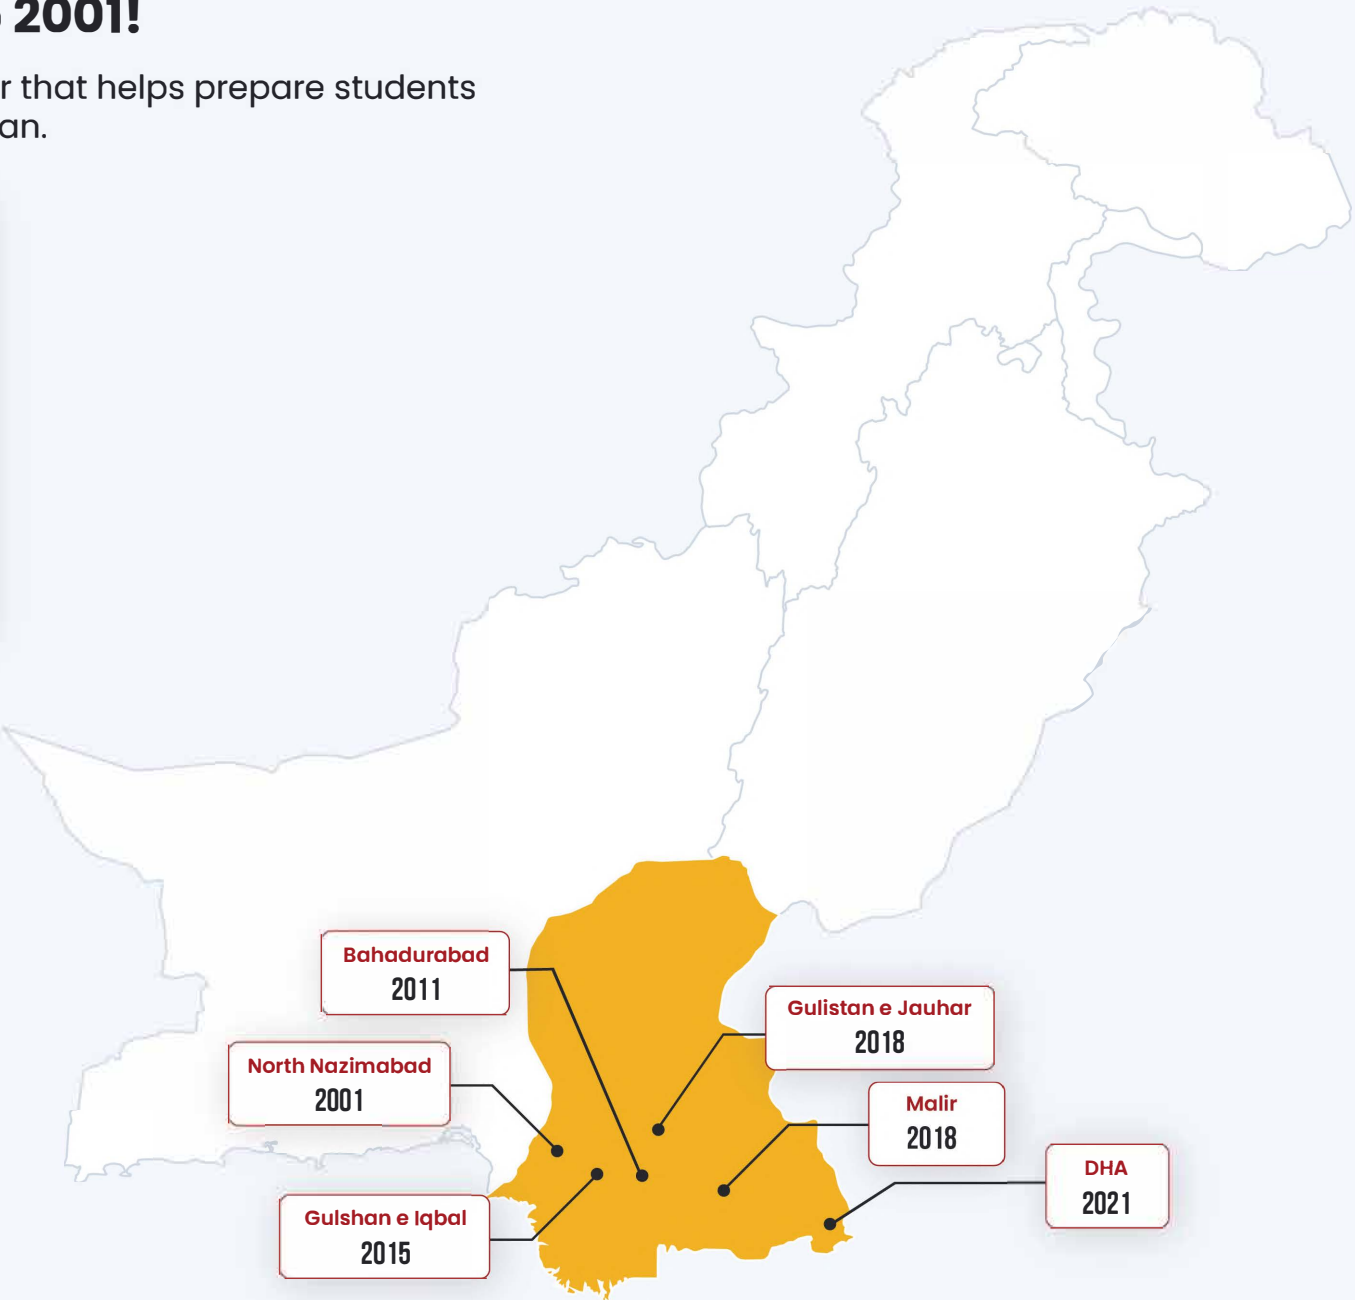 2001!
r that helps prepare students
an.
Bahadurabad
2011
Gulistan e Jauhar
2018
North Nazimabad
2001
Malir
2018
DHA
2021
Gulshan e Iqbal
2015